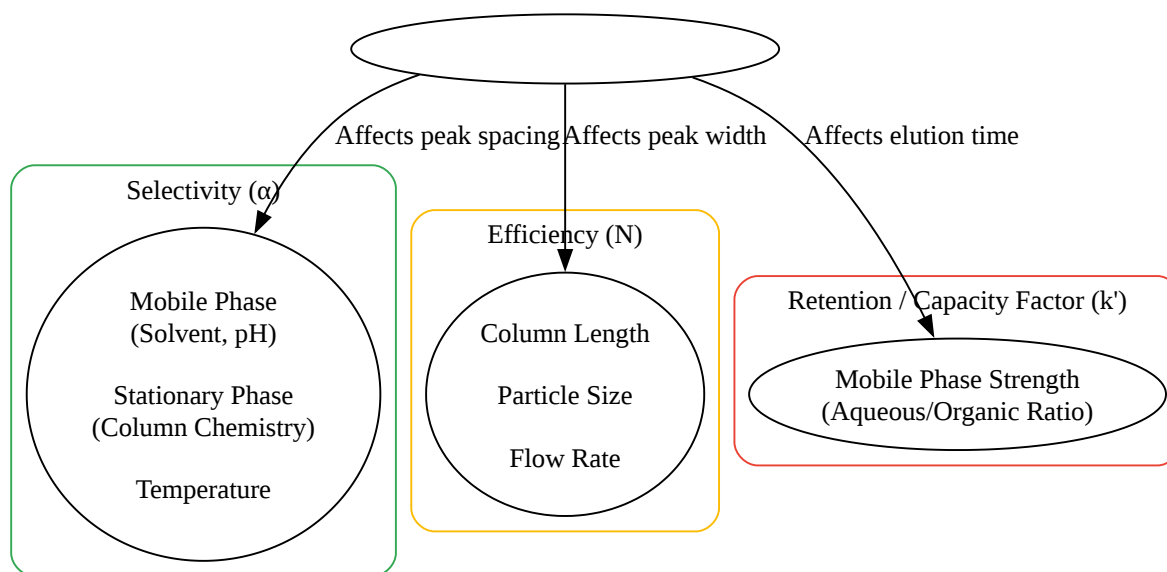 Affects peak spacing
Affects peak width
Affects elution time
Selectivity (α)
Mobile Phase
(Solvent, pH)
Stationary Phase
(Column Chemistry)
Temperature
Efficiency (N)
Column Length
Particle Size
Flow Rate
Retention / Capacity Factor (k')
Mobile Phase Strength
(Aqueous/Organic Ratio)